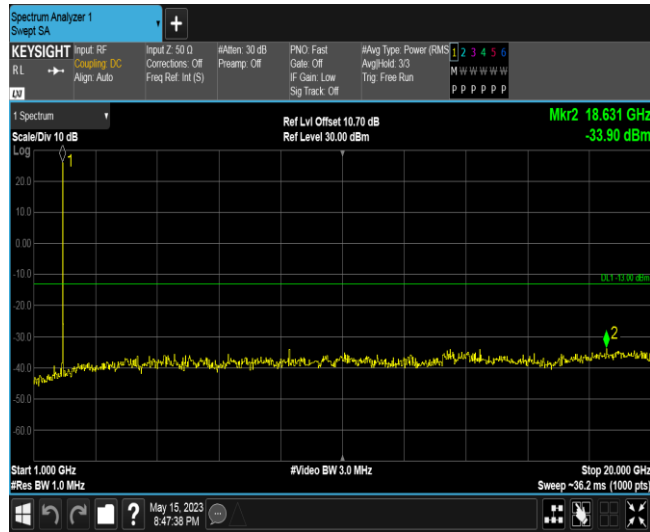 Spectrum Analyzer 1
Swept SA
+
KEYSIGHT
RL
LXI
Input: RF
Coupling: DC
Align: Auto
Input Z: 50 Ω
Corrections: Off
Freq Ref: Int (S)
#Atten: 30 dB
Preamp: Off
PNO: Fast
Gate: Off
IF Gain: Low
Sig Track: Off
#Avg Type: Power (RMS
Avg|Hold: 3/3
Trig: Free Run
1 2 3 4 5 6
M W W W W W
P P P P P P
1 Spectrum
Scale/Div 10 dB
Log
Ref Lvl Offset 10.70 dB
Ref Level 30.00 dBm
Mkr2 18.631 GHz
-33.90 dBm
1
20.0
10.0
0.00
-10.0
DL1 -13.00 dBm
-20.0
-30.0
2
-40.0
-50.0
-60.0
Start 1.000 GHz
#Video BW 3.0 MHz
Stop 20.000 GHz
#Res BW 1.0 MHz
Sweep ~36.2 ms (1000 pts)
?
May 15, 2023
8:47:38 PM